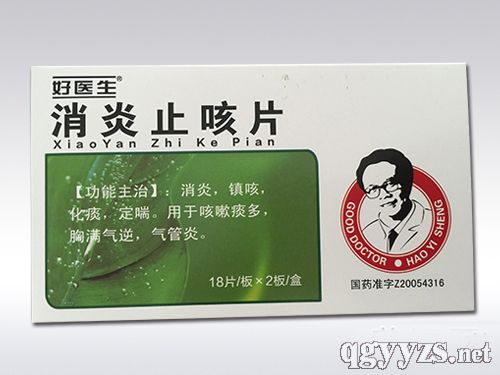 好医生®
消炎止咳片
XiaoYan Zhi Ke Pian
【功能主治】：消炎，镇咳，
化痰，定喘。用于咳嗽痰多，
胸满气逆，气管炎。
18片/板×2板/盒
GOOD DOCTOR • HAO YI SHENG
国药准字Z20054316
qgyyzs.net